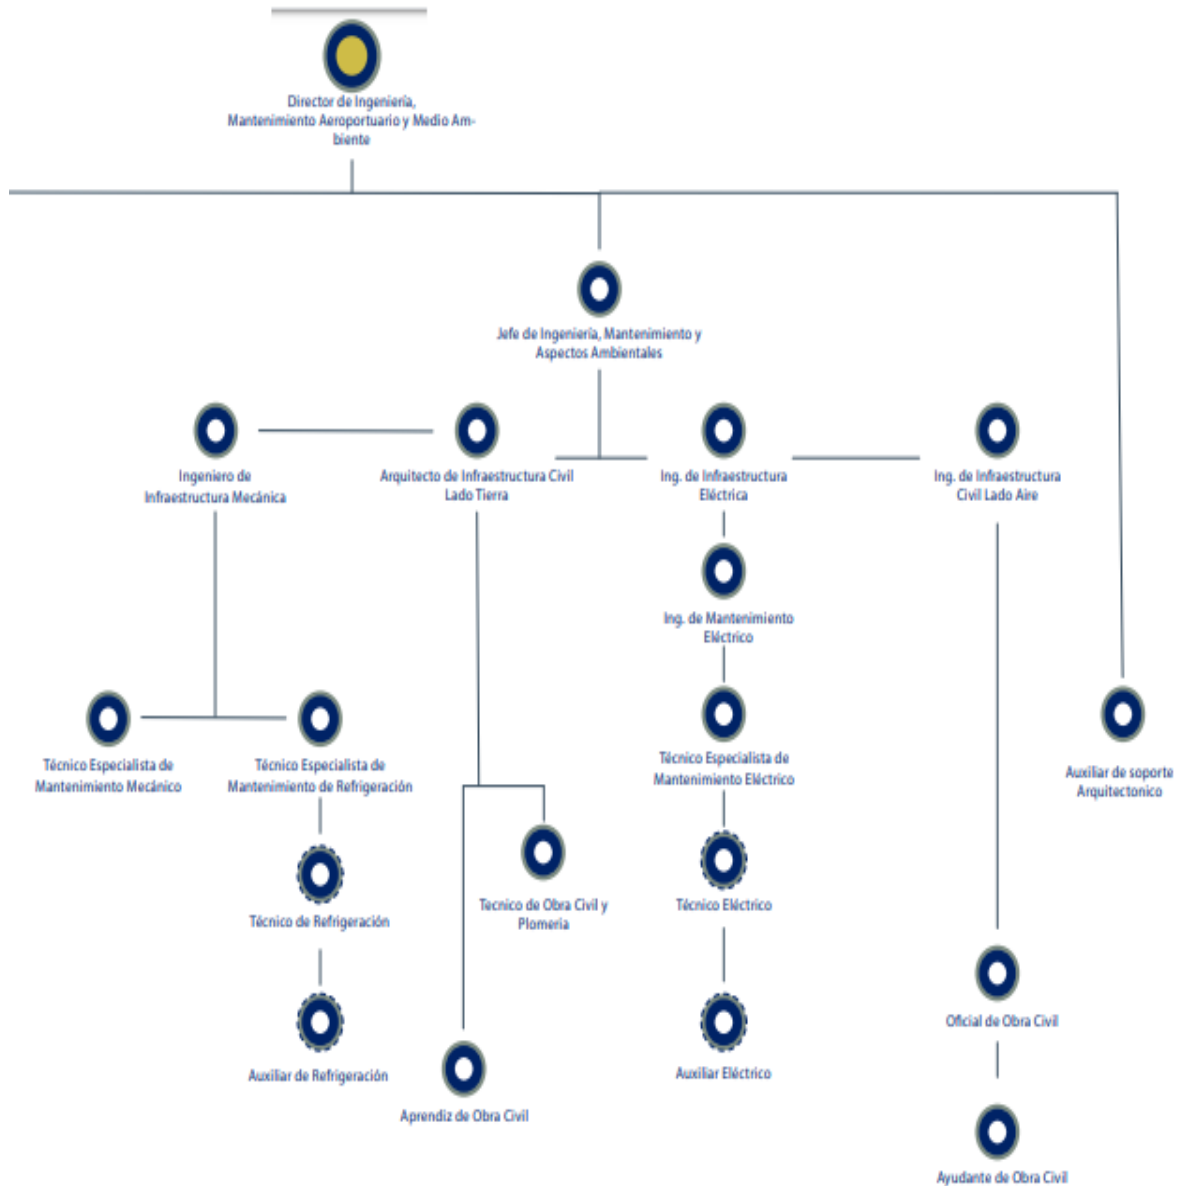 Director de Ingeniería,
Mantenimiento Aeroportuario y Medio Am-
biente
Jefe de Ingeniería, Mantenimiento y
Aspectos Ambientales
Ingeniero de
Infraestructura Mecánica
Arquitecto de Infraestructura Civil
Lado Tierra
Ing. de Infraestructura
Eléctrica
Ing. de Infraestructura
Civil Lado Aire
Ing. de Mantenimiento
Eléctrico
Técnico Especialista de
Mantenimiento Mecánico
Técnico Especialista de
Mantenimiento de Refrigeración
Técnico Especialista de
Mantenimiento Eléctrico
Auxiliar de soporte
Arquitectonico
Técnico de Refrigeración
Tecnico de Obra Civil y
Plomeria
Técnico Eléctrico
Oficial de Obra Civil
Auxiliar de Refrigeración
Auxiliar Eléctrico
Aprendiz de Obra Civil
Ayudante de Obra Civil